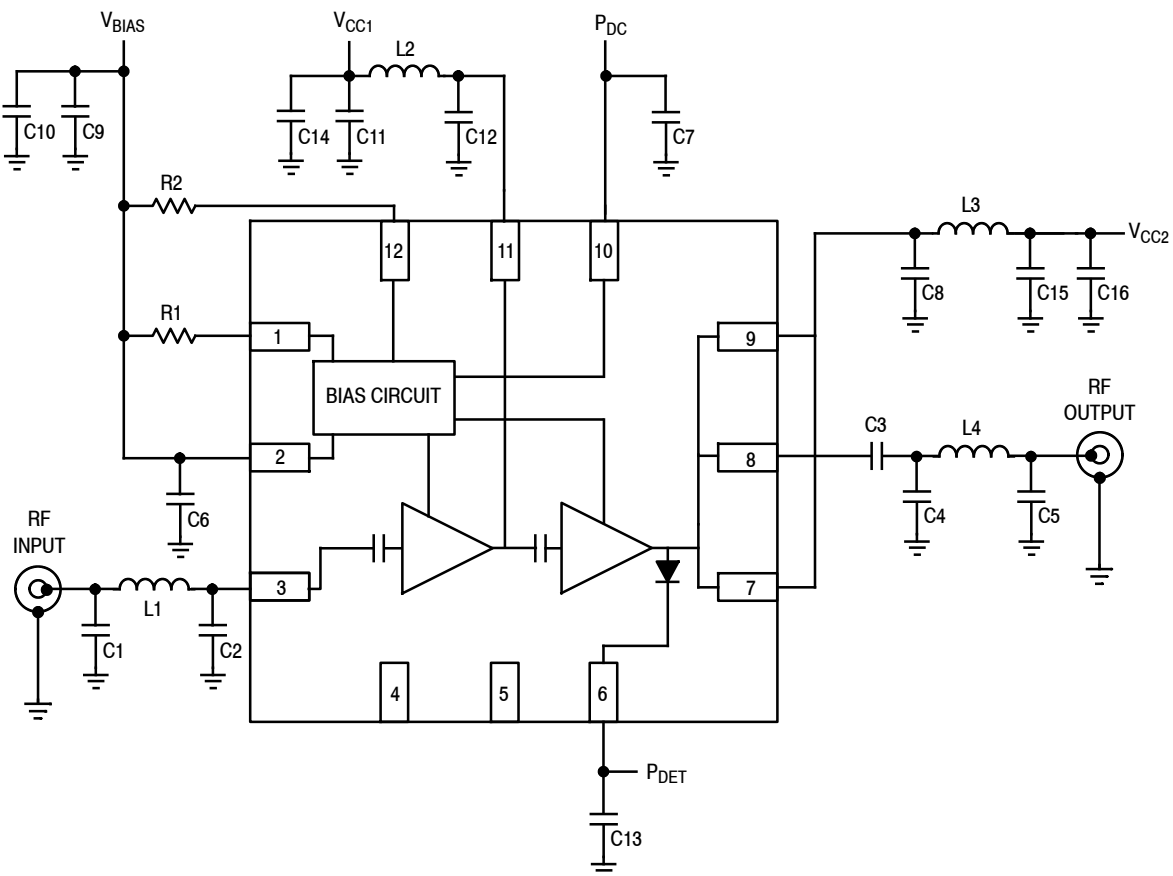 VBIAS
VCC1
L2
PDC
C10
C9
C14
C11
C12
C7
R2
12
11
10
L3
VCC2
C8
C15
C16
R1
1
9
BIAS CIRCUIT
RF
OUTPUT
C3
L4
2
8
C6
C4
C5
RF
INPUT
3
7
L1
C1
C2
4
5
6
PDET
C13